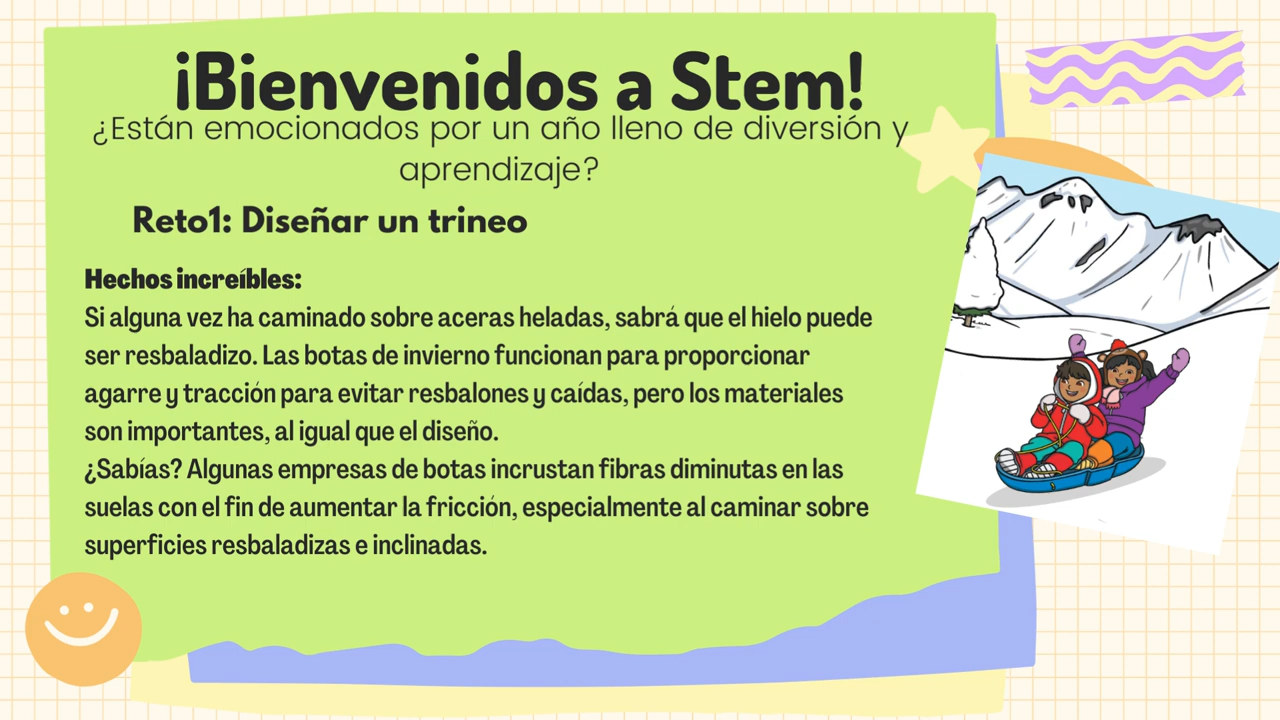 ¡Bienvenidos a Stem!
¿Están emocionados por un año lleno de diversión y
aprendizaje?
Reto1: Diseñar un trineo
Hechos increíbles:
Si alguna vez ha caminado sobre aceras heladas, sabrá que el hielo puede
ser resbaladizo. Las botas de invierno funcionan para proporcionar
agarre y tracción para evitar resbalones y caídas, pero los materiales
son importantes, al igual que el diseño.
¿Sabías? Algunas empresas de botas incrustan fibras diminutas en las
suelas con el fin de aumentar la fricción, especialmente al caminar sobre
superficies resbaladizas e inclinadas.